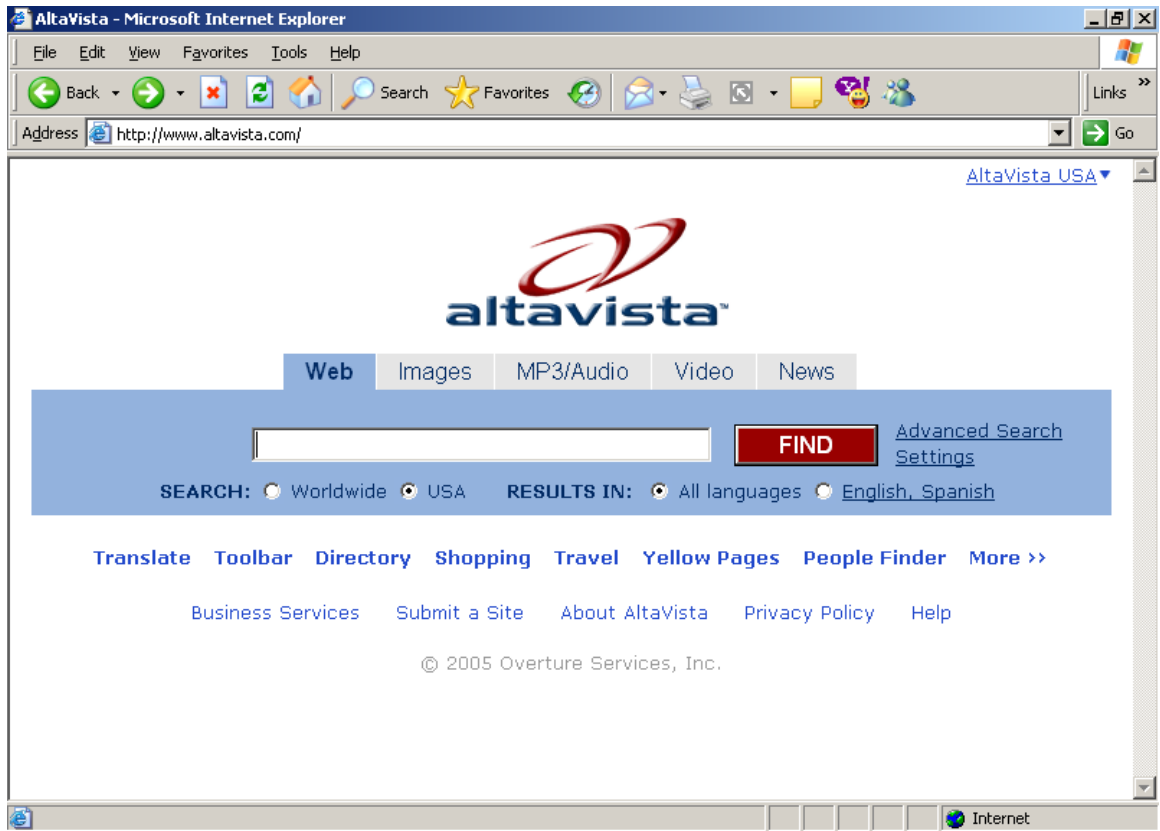 AltaVista - Microsoft Internet Explorer
File Edit View Favorites Tools Help
Back Search Favorites Links »
Address http://www.altavista.com/ Go
AltaVista USA
altavista™
Web Images MP3/Audio Video News
FIND Advanced Search
Settings
SEARCH: Worldwide USA RESULTS IN: All languages English, Spanish
Translate Toolbar Directory Shopping Travel Yellow Pages People Finder More >>
Business Services Submit a Site About AltaVista Privacy Policy Help
© 2005 Overture Services, Inc.
Internet